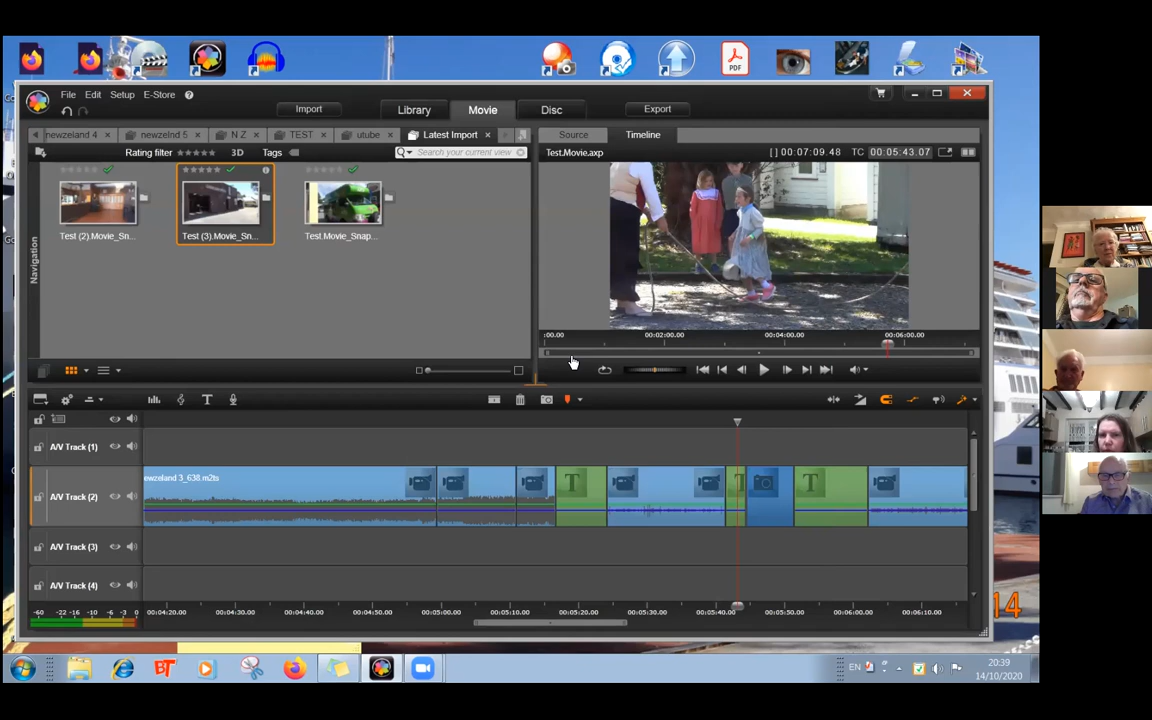 PDF
File Edit Setup E-Store ?
Import Library Movie Disc Export
newzeland 4 x newzelnd 5 x N Z x TEST x utube x Latest Import x
Source Timeline
Rating filter 3D Tags Search your current view
Test.Movie.axp [ ] 00:07:09.48 TC 00:05:43.07
Navigation
Test (2).Movie_Sn...
Test (3).Movie_Sn...
Test.Movie_Snap...
:00.00 00:02:00.00 00:04:00.00 00:06:00.00
T
A/V Track (1)
ewzeland 3_638.m2ts
T T T
A/V Track (2)
A/V Track (3)
A/V Track (4)
-60 -22 -16 -10 -6 -3 0
00:04:20.00 00:04:30.00 00:04:40.00 00:04:50.00 00:05:00.00 00:05:10.00 00:05:20.00 00:05:30.00 00:05:40.00 00:05:50.00 00:06:00.00 00:06:10.00
14
BT
EN
20:39
14/10/2020